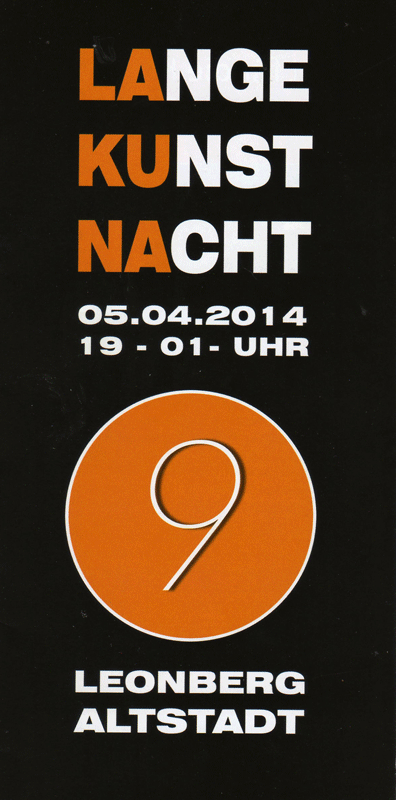 LANGE
KUNST
NACHT
05.04.2014
19 - 01- UHR
9
LEONBERG
ALTSTADT